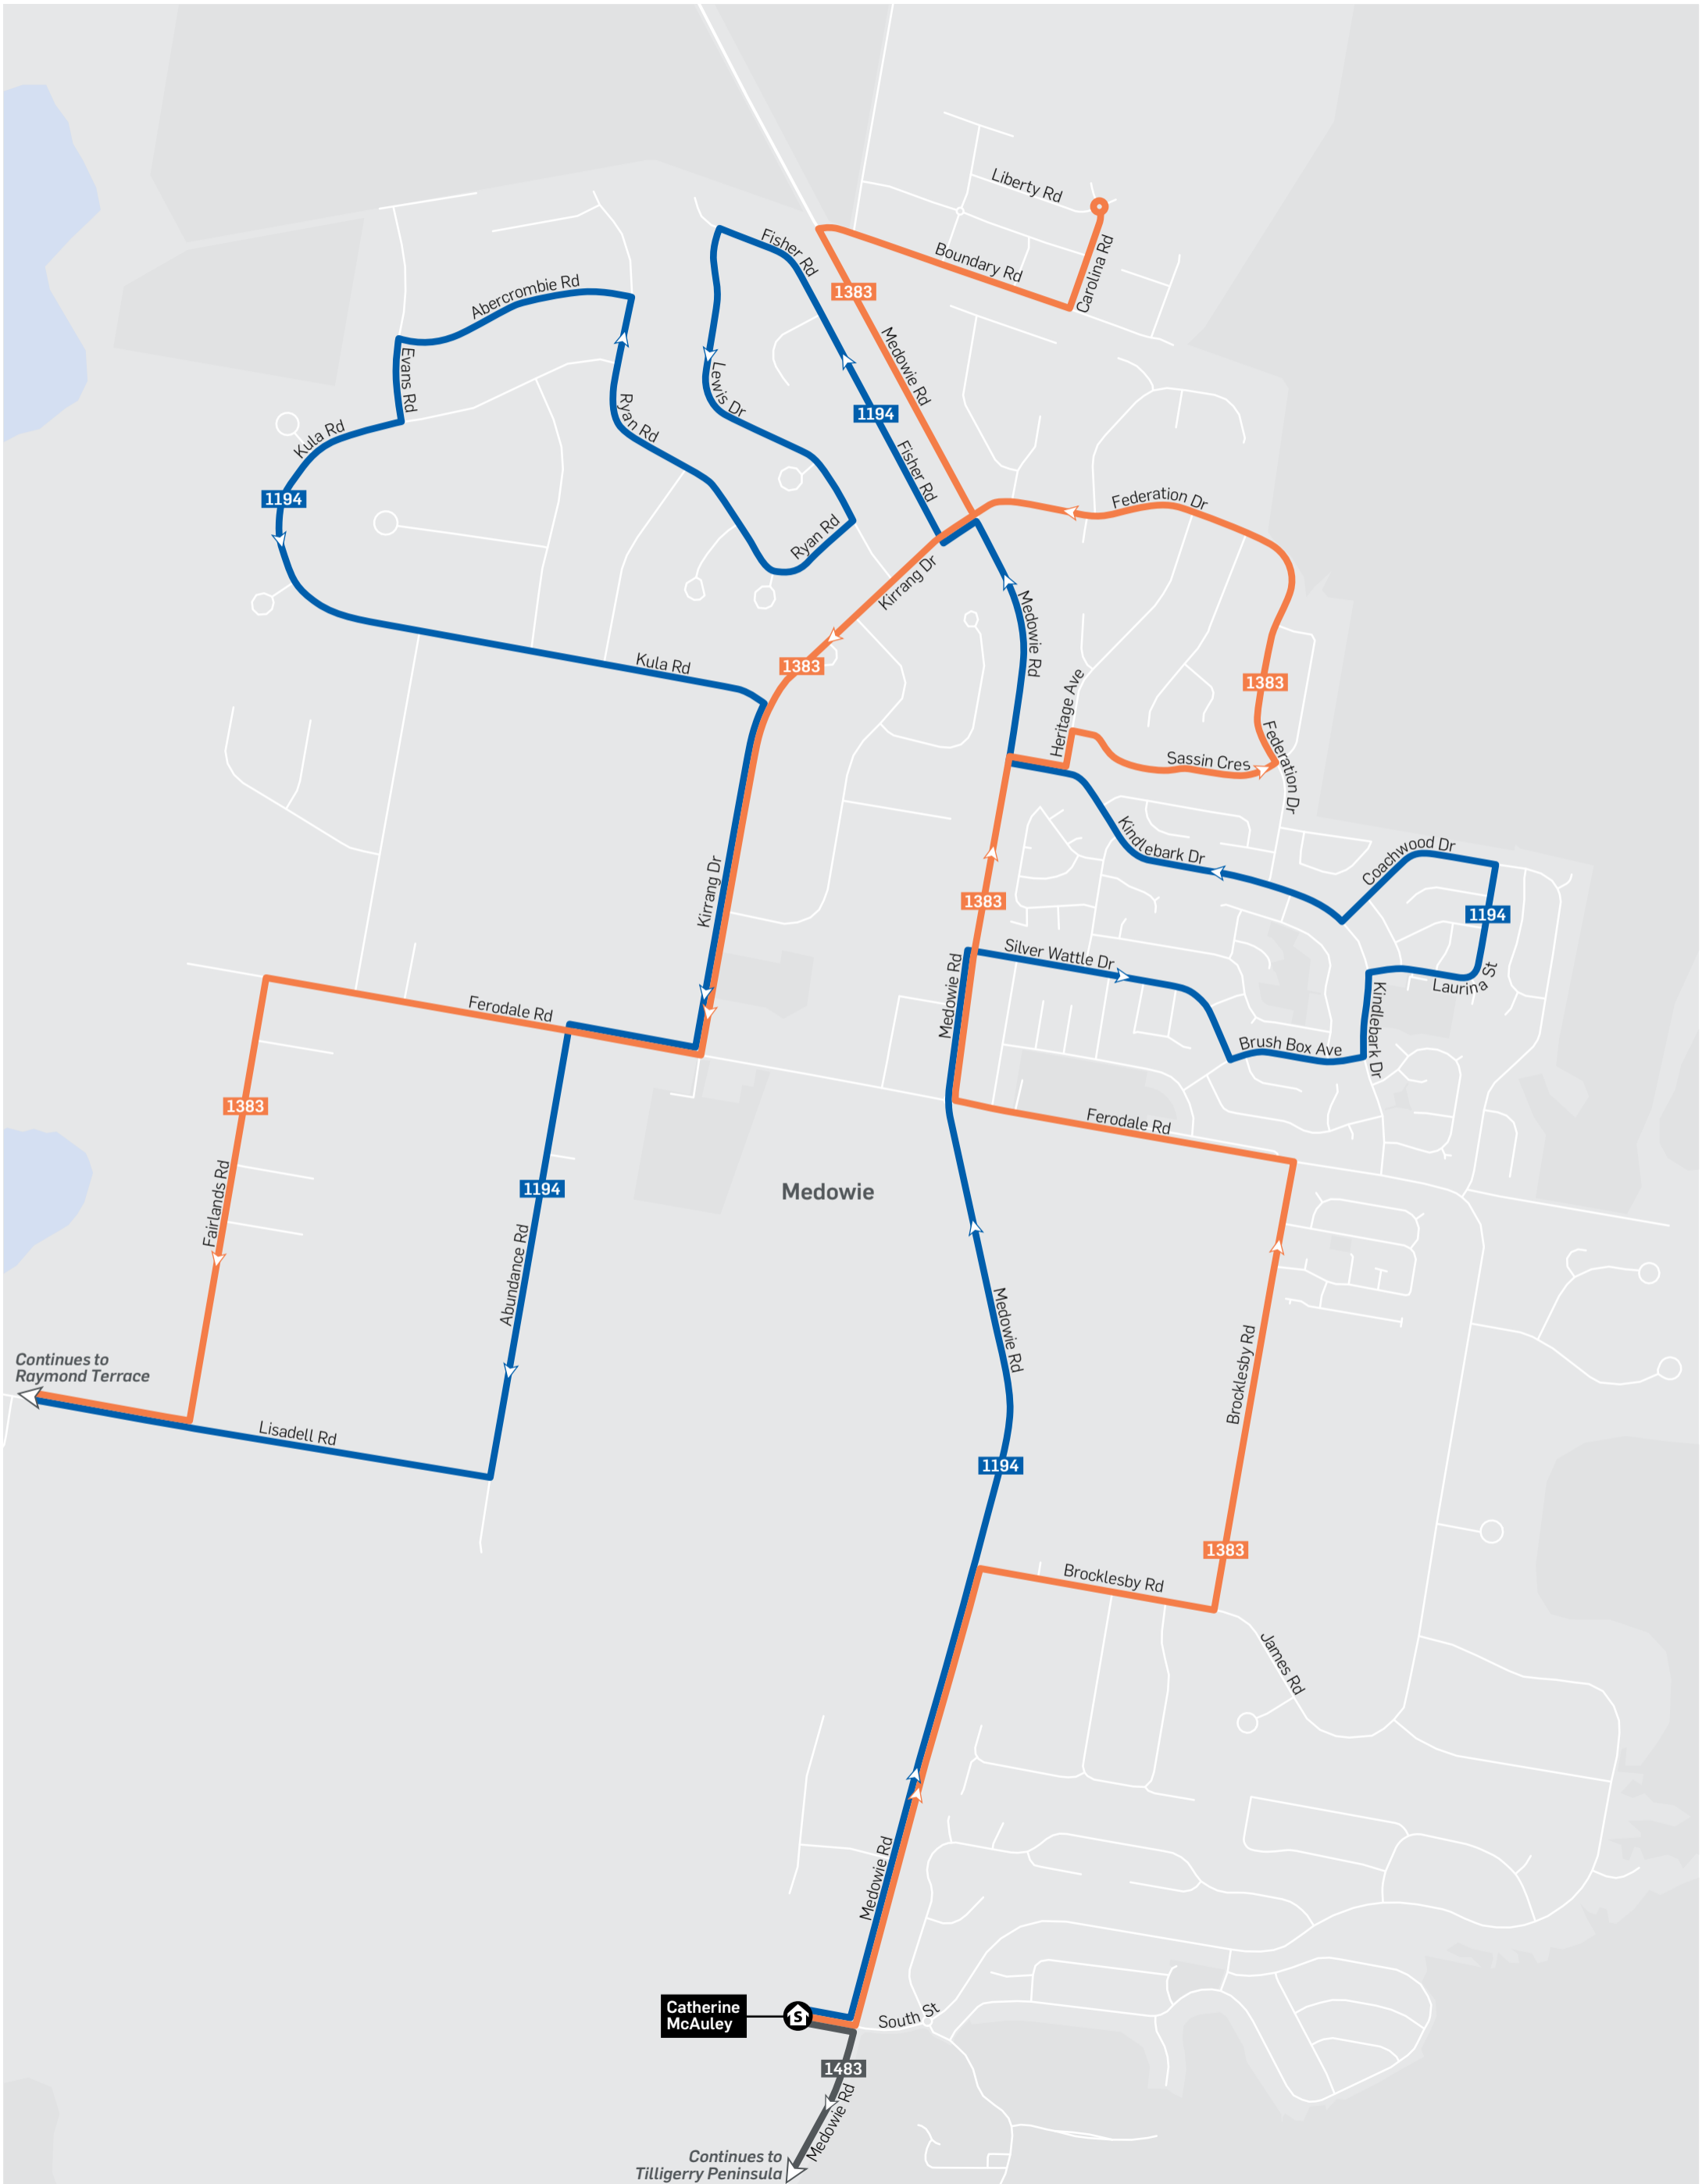 Liberty Rd
Fisher Rd
Boundary Rd
Carolina Rd
Abercrombie Rd
1383
Medowie Rd
Evans Rd
Lewis Dr
Ryan Rd
1194
Kula Rd
Fisher Rd
1194
Federation Dr
Ryan Rd
Kirrang Dr
Medowie Rd
Kula Rd
1383
Heritage Ave
1383
Federation Dr
Sassin Cres
Kindlebark Dr
Coachwood Dr
Kirrang Dr
1383
1194
Silver Wattle Dr
Medowie Rd
Laurina St
Kindlebark Dr
Ferodale Rd
Brush Box Ave
1383
Ferodale Rd
Fairlands Rd
1194
Medowie
Abundance Rd
Medowie Rd
Brocklesby Rd
Continues to
Raymond Terrace
Lisadell Rd
1194
1383
Brocklesby Rd
James Rd
Medowie Rd
Catherine
McAuley
S
South St
1483
Medowie Rd
Continues to
Tilligerry Peninsula